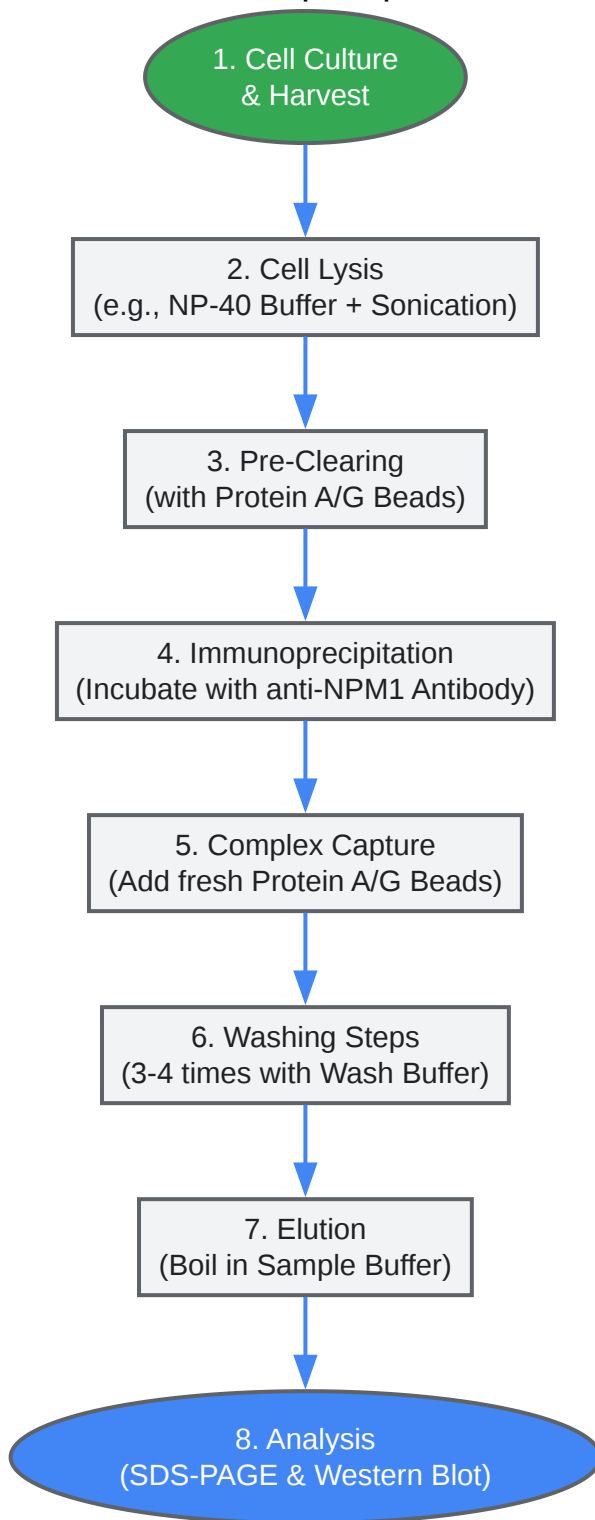 1. Cell Culture
& Harvest
2. Cell Lysis
(e.g., NP-40 Buffer + Sonication)
3. Pre-Clearing
(with Protein A/G Beads)
4. Immunoprecipitation
(Incubate with anti-NPM1 Antibody)
5. Complex Capture
(Add fresh Protein A/G Beads)
6. Washing Steps
(3-4 times with Wash Buffer)
7. Elution
(Boil in Sample Buffer)
8. Analysis
(SDS-PAGE & Western Blot)